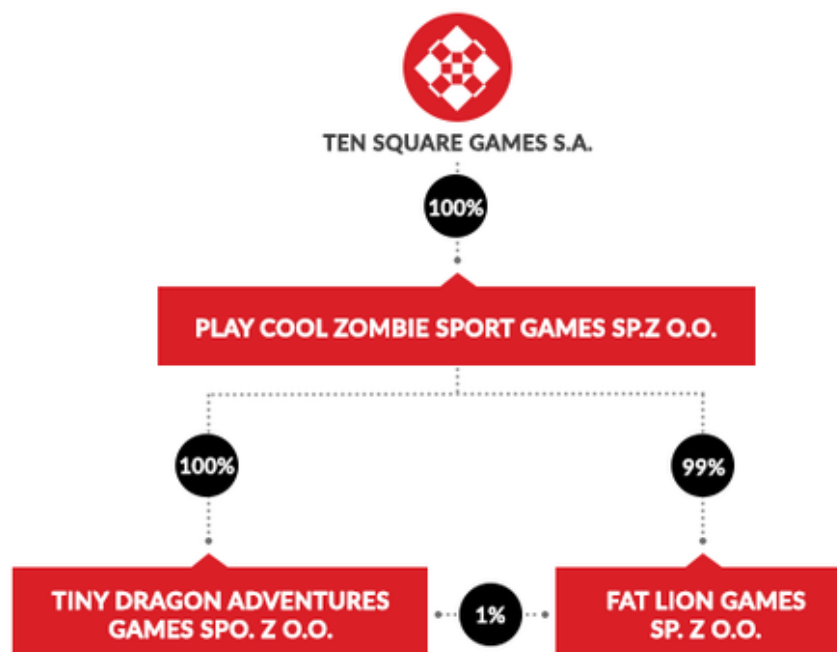 TEN SQUARE GAMES S.A.
100%
PLAY COOL ZOMBIE SPORT GAMES SP.Z O.O.
100%
99%
TINY DRAGON ADVENTURES
GAMES SPO. Z O.O.
1%
FAT LION GAMES
SP. Z O.O.